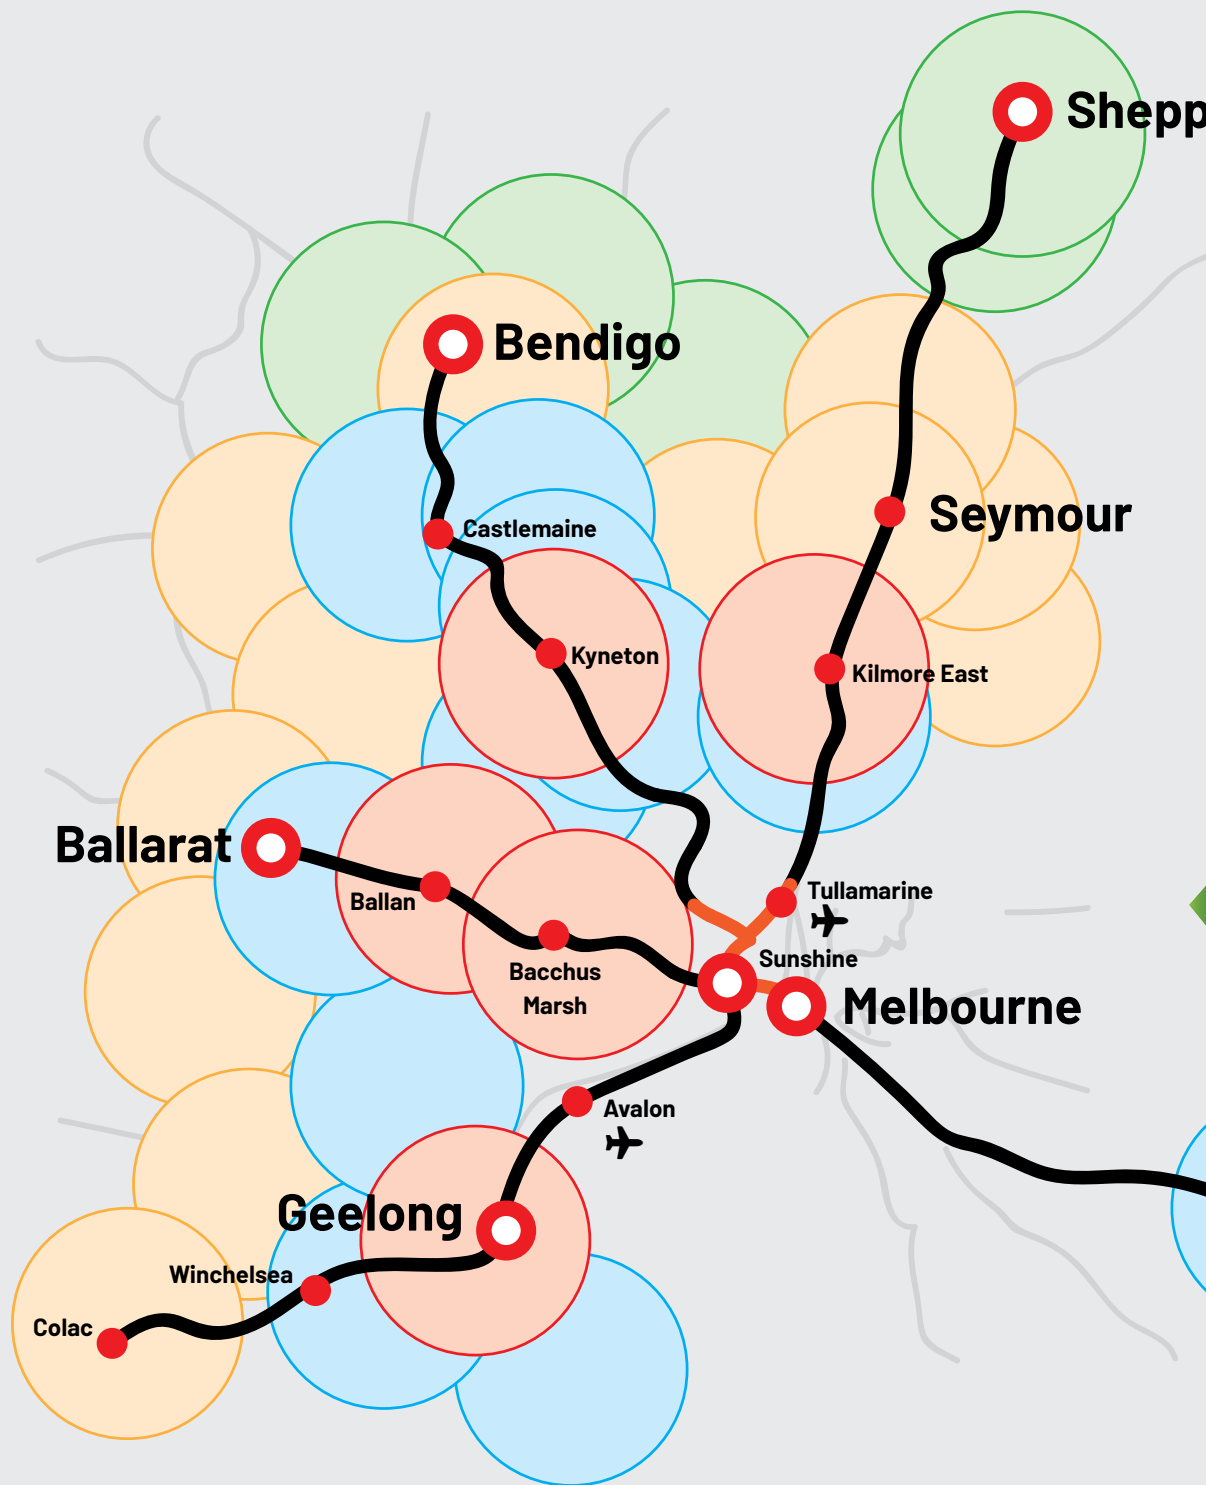 Shepp
Bendigo
Seymour
Castlemaine
Kyneton
Kilmore East
Ballarat
Ballan
Tullamarine
Sunshine
Bacchus
Marsh
Melbourne
Avalon
Geelong
Winchelsea
Colac